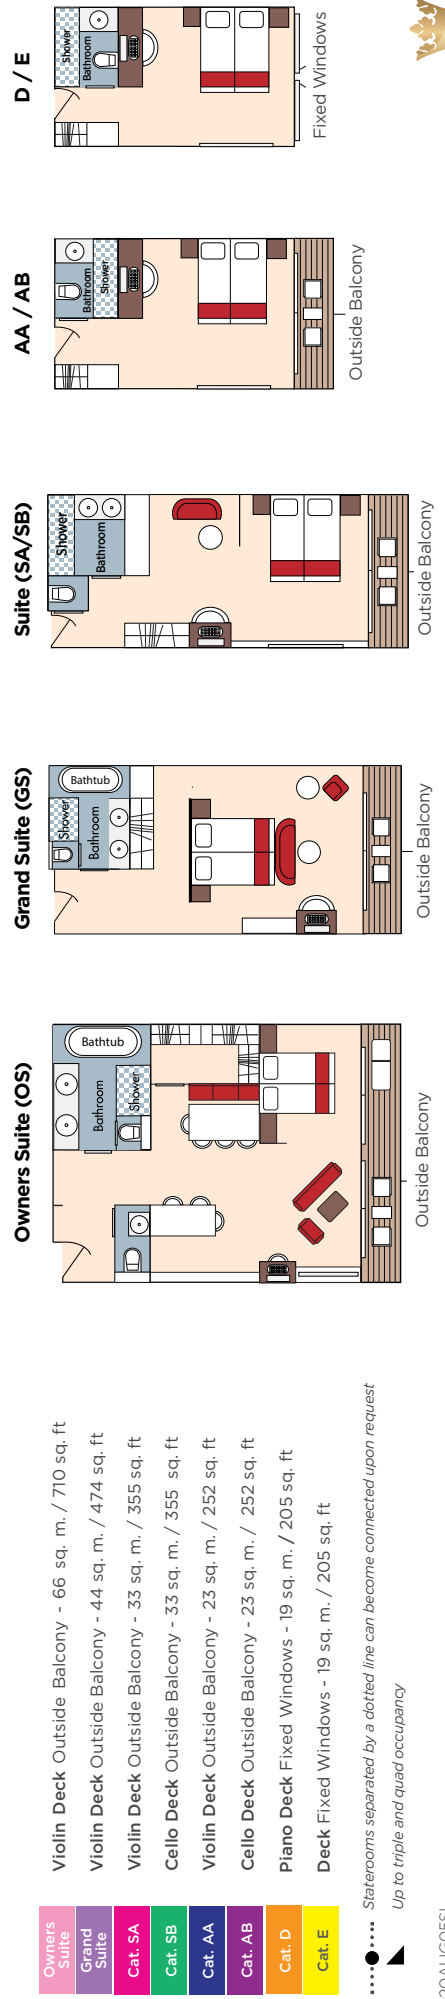 Owners
Suite
Violin Deck Outside Balcony - 66 sq. m. / 710 sq. ft
Grand
Suite
Violin Deck Outside Balcony - 44 sq. m. / 474 sq. ft
Cat. SA
Violin Deck Outside Balcony - 33 sq. m. / 355 sq. ft
Cat. SB
Cello Deck Outside Balcony - 33 sq. m. / 355 sq. ft
Cat. AA
Violin Deck Outside Balcony - 23 sq. m. / 252 sq. ft
Cat. AB
Cello Deck Outside Balcony - 23 sq. m. / 252 sq. ft
Cat. D
Piano Deck Fixed Windows - 19 sq. m. / 205 sq. ft
Cat. E
Deck Fixed Windows - 19 sq. m. / 205 sq. ft
Staterooms separated by a dotted line can become connected upon request
Up to triple and quad occupancy
Owners Suite (OS)
Bathtub
Bathroom
Shower
Outside Balcony
Grand Suite (GS)
Shower
Bathtub
Bathroom
Outside Balcony
Suite (SA/SB)
Shower
Bathroom
Outside Balcony
AA / AB
Bathroom
Shower
Outside Balcony
D / E
Shower
Bathroom
Fixed Windows